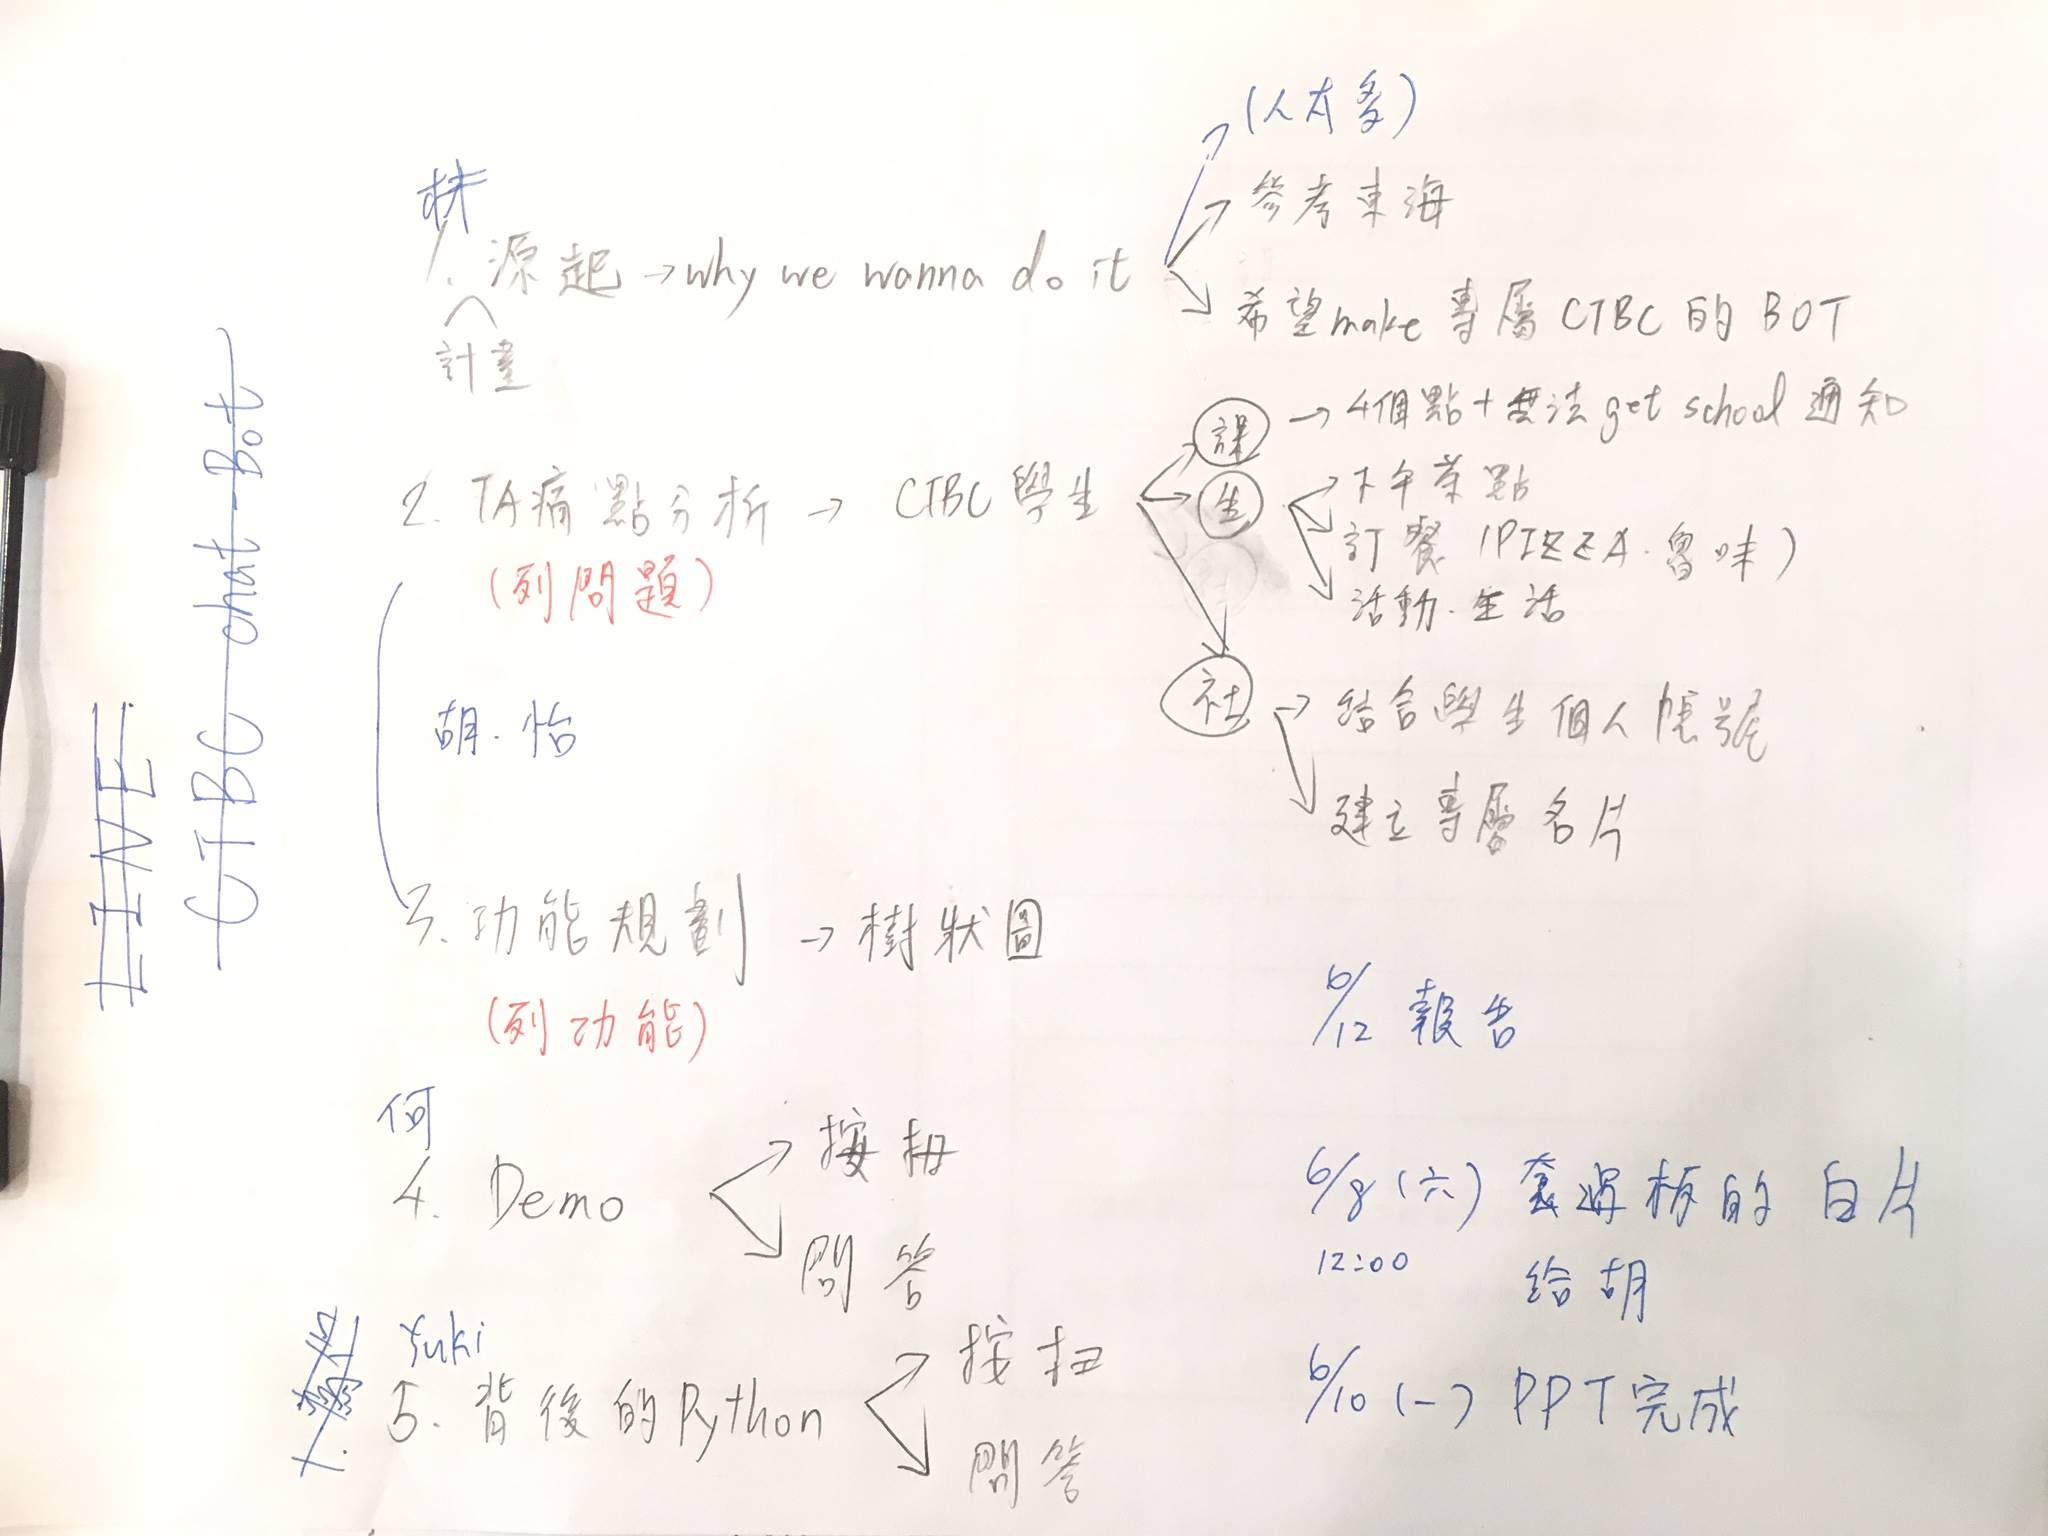 LINE
CTBC chat-Bot
(人太多)
參考東海
1. 源起→why we wanna do it
希望make專屬CTBC的BOT
計畫
課→4個點+無法get school通知
2. TA痛點分析→CTBC學生
生
下午茶點
訂餐(PIZZA.魯味)
活動.生活
(列問題)
社
結合學生個人帳號
建立專屬名片
胡.怡
3. 功能規劃→樹狀圖
(列功能)
6/12 報告
何
4. Demo
按扭
問答
6/8(六) 套過板的白片
12:00 給胡
Yuki
5. 背後的Python
按扭
問答
6/10(一) PPT完成